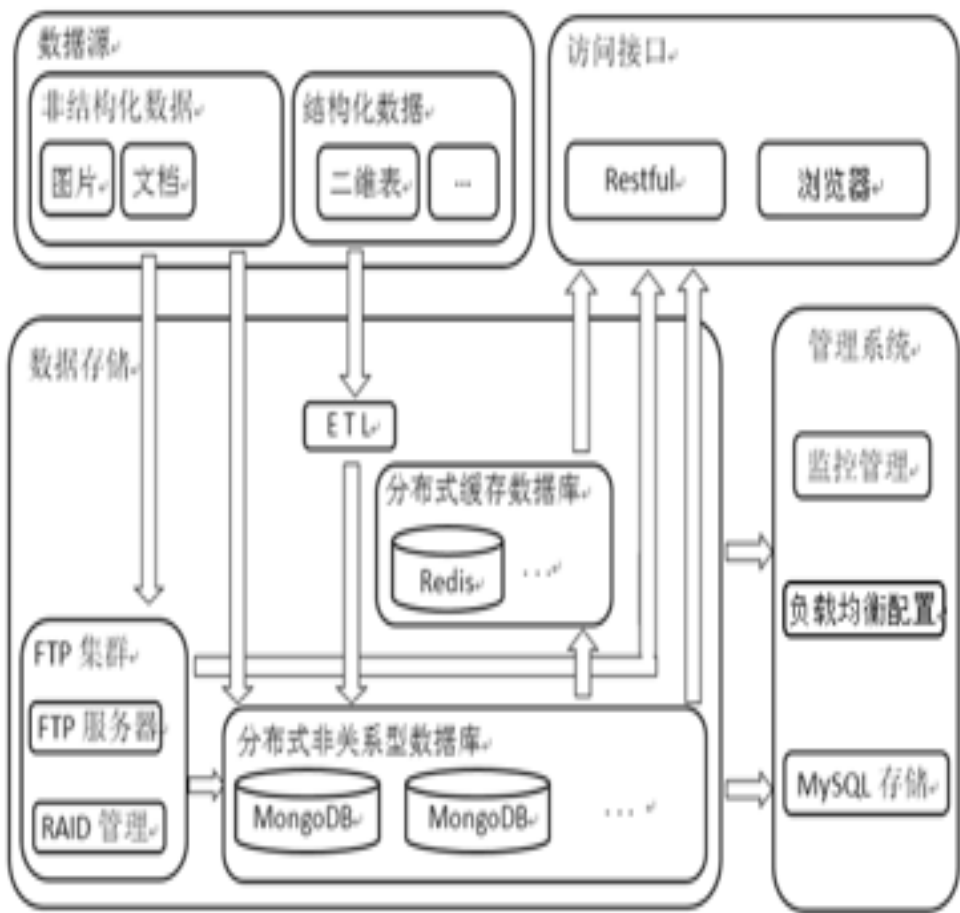 数据源
非结构化数据
图片
文档
结构化数据
二维表
...
访问接口
Restful
浏览器
数据存储
ETL
分布式缓存数据库
Redis
...
FTP 集群
FTP 服务器
RAID 管理
分布式非关系型数据库
MongoDB
MongoDB
...
管理系统
监控管理
负载均衡配置
MySQL 存储